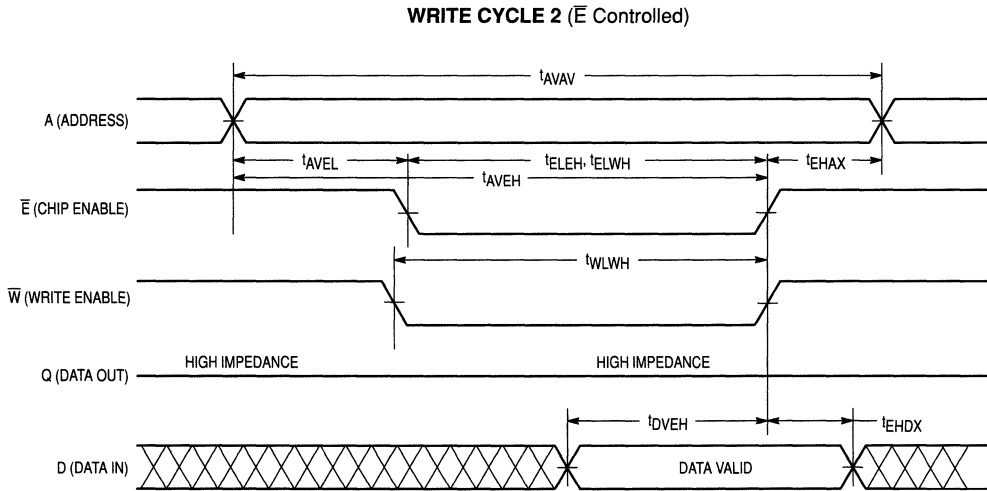 WRITE CYCLE 2 (E̅ Controlled)
tAVAV
A (ADDRESS)
tAVEL
tELEH, tELWH
tEHAX
tAVEH
E̅ (CHIP ENABLE)
tWLWH
W̅ (WRITE ENABLE)
HIGH IMPEDANCE
HIGH IMPEDANCE
Q (DATA OUT)
tDVEH
tEHDX
D (DATA IN)
DATA VALID